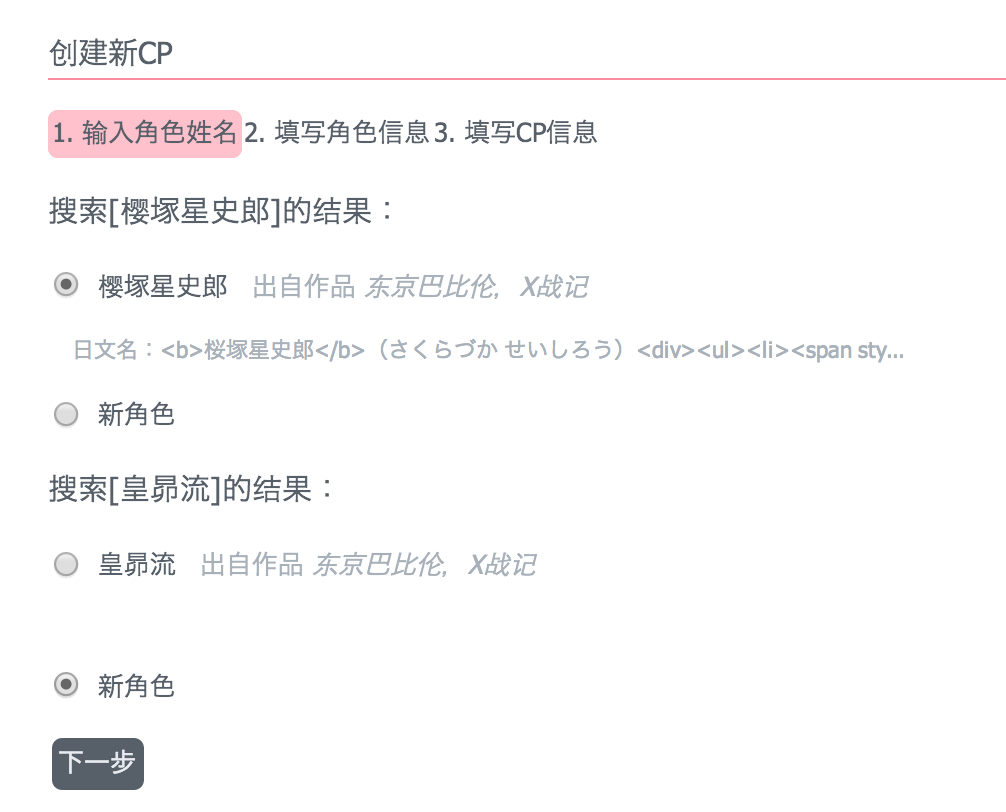 创建新CP
1. 输入角色姓名 2. 填写角色信息 3. 填写CP信息
搜索[樱塚星史郎]的结果：
樱塚星史郎 出自作品 东京巴比伦, X战记
日文名：<b>桜塚星史郎</b>（さくらづか せいしろう）<div><ul><li><span sty...
新角色
搜索[皇昴流]的结果：
皇昴流 出自作品 东京巴比伦, X战记
新角色
下一步